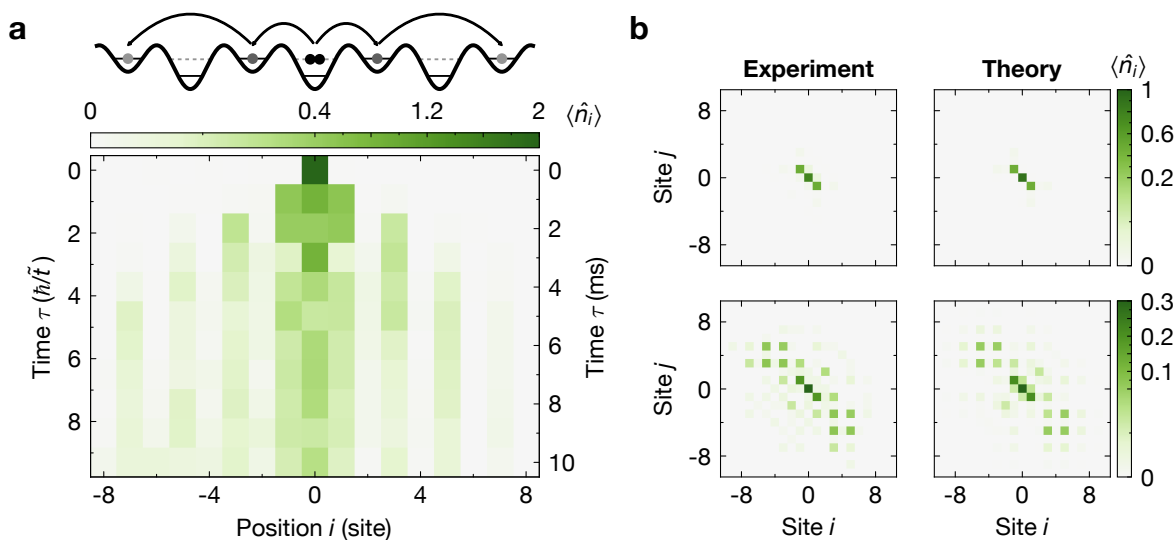 a
0 0.4 1.2 2 ⟨n̂ᵢ⟩
Time τ (ħ/t̃)
0
2
4
6
8
0
2
4
6
8
10
Time τ (ms)
-8 -4 0 4 8
Position i (site)
b
Experiment Theory ⟨n̂ᵢ⟩
Site j
8
0
-8
1
0.6
0.2
0
Site j
8
0
-8
0.3
0.2
0.1
0
-8 0 8 -8 0 8
Site i Site i